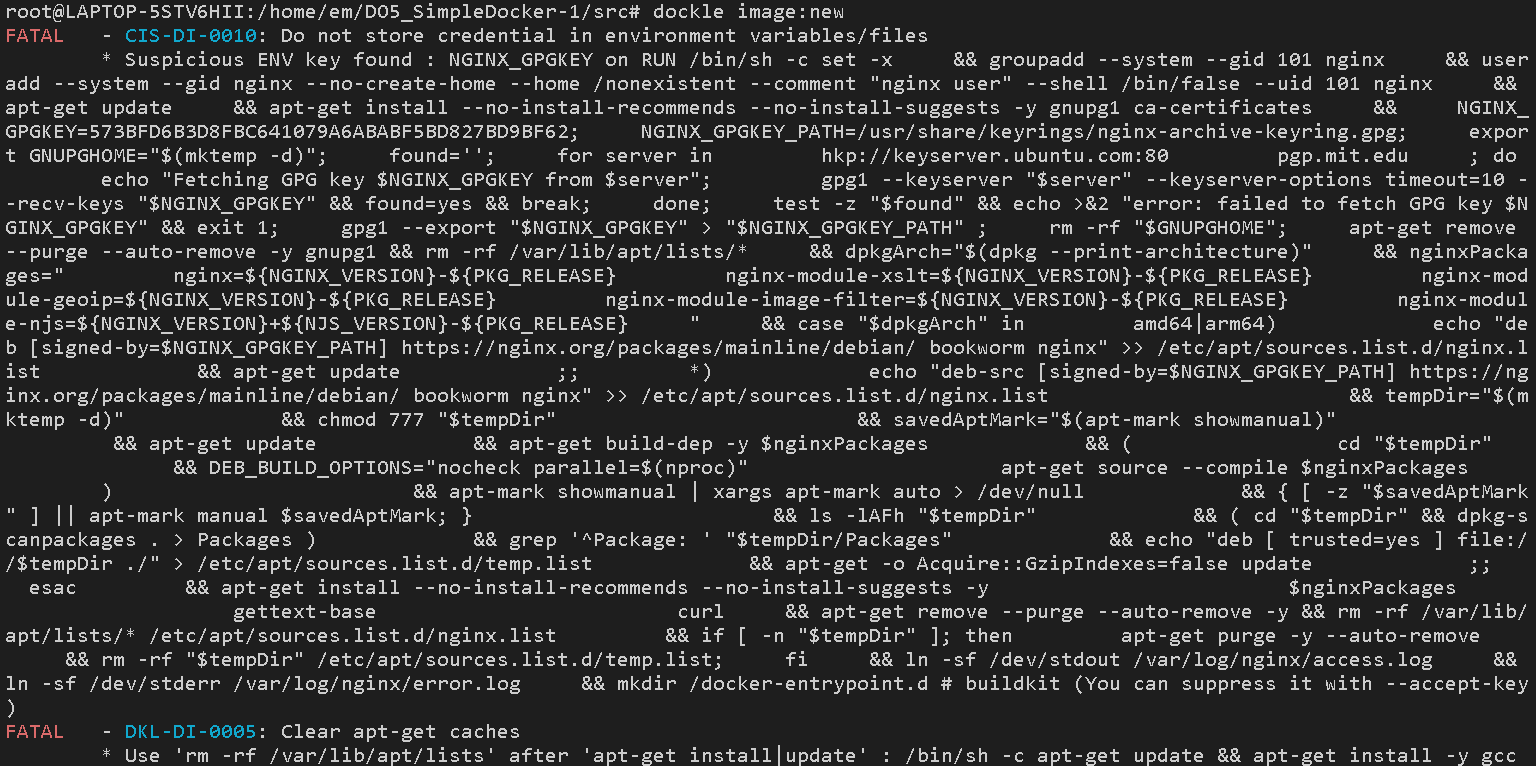 root@LAPTOP-5STV6HII:/home/em/DO5_SimpleDocker-1/src# dockle image:new
FATAL   - CIS-DI-0010: Do not store credential in environment variables/files
        * Suspicious ENV key found : NGINX_GPGKEY on RUN /bin/sh -c set -x     && groupadd --system --gid 101 nginx     && user
add --system --gid nginx --no-create-home --home /nonexistent --comment "nginx user" --shell /bin/false --uid 101 nginx     &&
apt-get update     && apt-get install --no-install-recommends --no-install-suggests -y gnupg1 ca-certificates     &&     NGINX_
GPGKEY=573BFD6B3D8FBC641079A6ABABF5BD827BD9BF62;     NGINX_GPGKEY_PATH=/usr/share/keyrings/nginx-archive-keyring.gpg;     expor
t GNUPGHOME="$(mktemp -d)";     found='';     for server in         hkp://keyserver.ubuntu.com:80         pgp.mit.edu     ; do
        echo "Fetching GPG key $NGINX_GPGKEY from $server";         gpg1 --keyserver "$server" --keyserver-options timeout=10 -
-recv-keys "$NGINX_GPGKEY" && found=yes && break;     done;     test -z "$found" && echo >&2 "error: failed to fetch GPG key $N
GINX_GPGKEY" && exit 1;     gpg1 --export "$NGINX_GPGKEY" > "$NGINX_GPGKEY_PATH" ;     rm -rf "$GNUPGHOME";     apt-get remove
--purge --auto-remove -y gnupg1 && rm -rf /var/lib/apt/lists/*     && dpkgArch="$(dpkg --print-architecture)"     && nginxPacka
ges="         nginx=${NGINX_VERSION}-${PKG_RELEASE}         nginx-module-xslt=${NGINX_VERSION}-${PKG_RELEASE}         nginx-mod
ule-geoip=${NGINX_VERSION}-${PKG_RELEASE}         nginx-module-image-filter=${NGINX_VERSION}-${PKG_RELEASE}         nginx-modul
e-njs=${NGINX_VERSION}+${NJS_VERSION}-${PKG_RELEASE}     "     && case "$dpkgArch" in         amd64|arm64)             echo "de
b [signed-by=$NGINX_GPGKEY_PATH] https://nginx.org/packages/mainline/debian/ bookworm nginx" >> /etc/apt/sources.list.d/nginx.l
ist             && apt-get update             ;;         *)             echo "deb-src [signed-by=$NGINX_GPGKEY_PATH] https://ng
inx.org/packages/mainline/debian/ bookworm nginx" >> /etc/apt/sources.list.d/nginx.list                         && tempDir="$(m
ktemp -d)"             && chmod 777 "$tempDir"                         && savedAptMark="$(apt-mark showmanual)"
         && apt-get update             && apt-get build-dep -y $nginxPackages             && (                 cd "$tempDir"
              && DEB_BUILD_OPTIONS="nocheck parallel=$(nproc)"                     apt-get source --compile $nginxPackages
        )                         && apt-mark showmanual | xargs apt-mark auto > /dev/null             && { [ -z "$savedAptMark
" ] || apt-mark manual $savedAptMark; }                         && ls -lAFh "$tempDir"             && ( cd "$tempDir" && dpkg-s
canpackages . > Packages )             && grep '^Package: ' "$tempDir/Packages"             && echo "deb [ trusted=yes ] file:/
/$tempDir ./" > /etc/apt/sources.list.d/temp.list             && apt-get -o Acquire::GzipIndexes=false update             ;;
  esac         && apt-get install --no-install-recommends --no-install-suggests -y                         $nginxPackages
                   gettext-base                         curl     && apt-get remove --purge --auto-remove -y && rm -rf /var/lib/
apt/lists/* /etc/apt/sources.list.d/nginx.list         && if [ -n "$tempDir" ]; then         apt-get purge -y --auto-remove
     && rm -rf "$tempDir" /etc/apt/sources.list.d/temp.list;     fi     && ln -sf /dev/stdout /var/log/nginx/access.log     &&
ln -sf /dev/stderr /var/log/nginx/error.log     && mkdir /docker-entrypoint.d # buildkit (You can suppress it with --accept-key
)
FATAL   - DKL-DI-0005: Clear apt-get caches
        * Use 'rm -rf /var/lib/apt/lists' after 'apt-get install|update' : /bin/sh -c apt-get update && apt-get install -y gcc